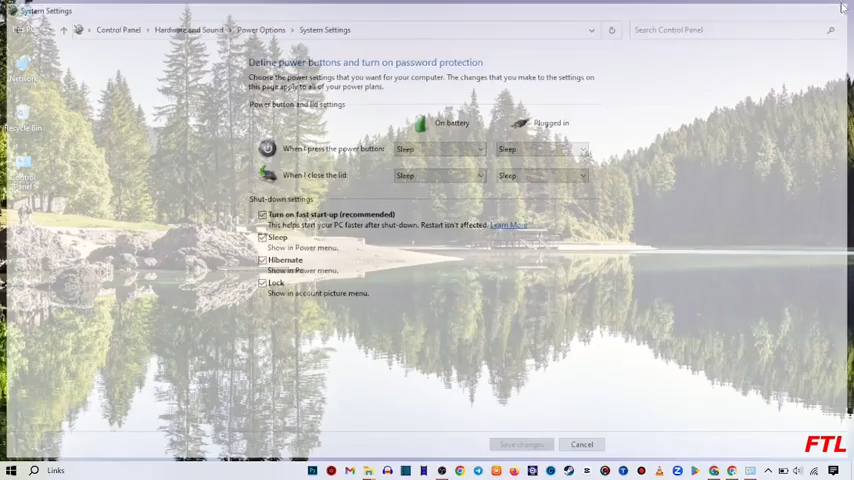 System Settings
Control Panel
Hardware and Sound
Power Options
System Settings
Search Control Panel
Define power buttons and turn on password protection
Choose the power settings that you want for your computer. The changes that you make to the settings on
this page apply to all of your power plans.
Power button and lid settings
On battery
Plugged in
When I press the power button:
Sleep
Sleep
When I close the lid:
Sleep
Sleep
Shut-down settings
Turn on fast start-up (recommended)
This helps start your PC faster after shut-down. Restart isn't affected. Learn More
Sleep
Show in Power menu.
Hibernate
Show in Power menu.
Lock
Show in account picture menu.
Network
Recycle Bin
Control
Panel
Save changes
Cancel
FTL
Links